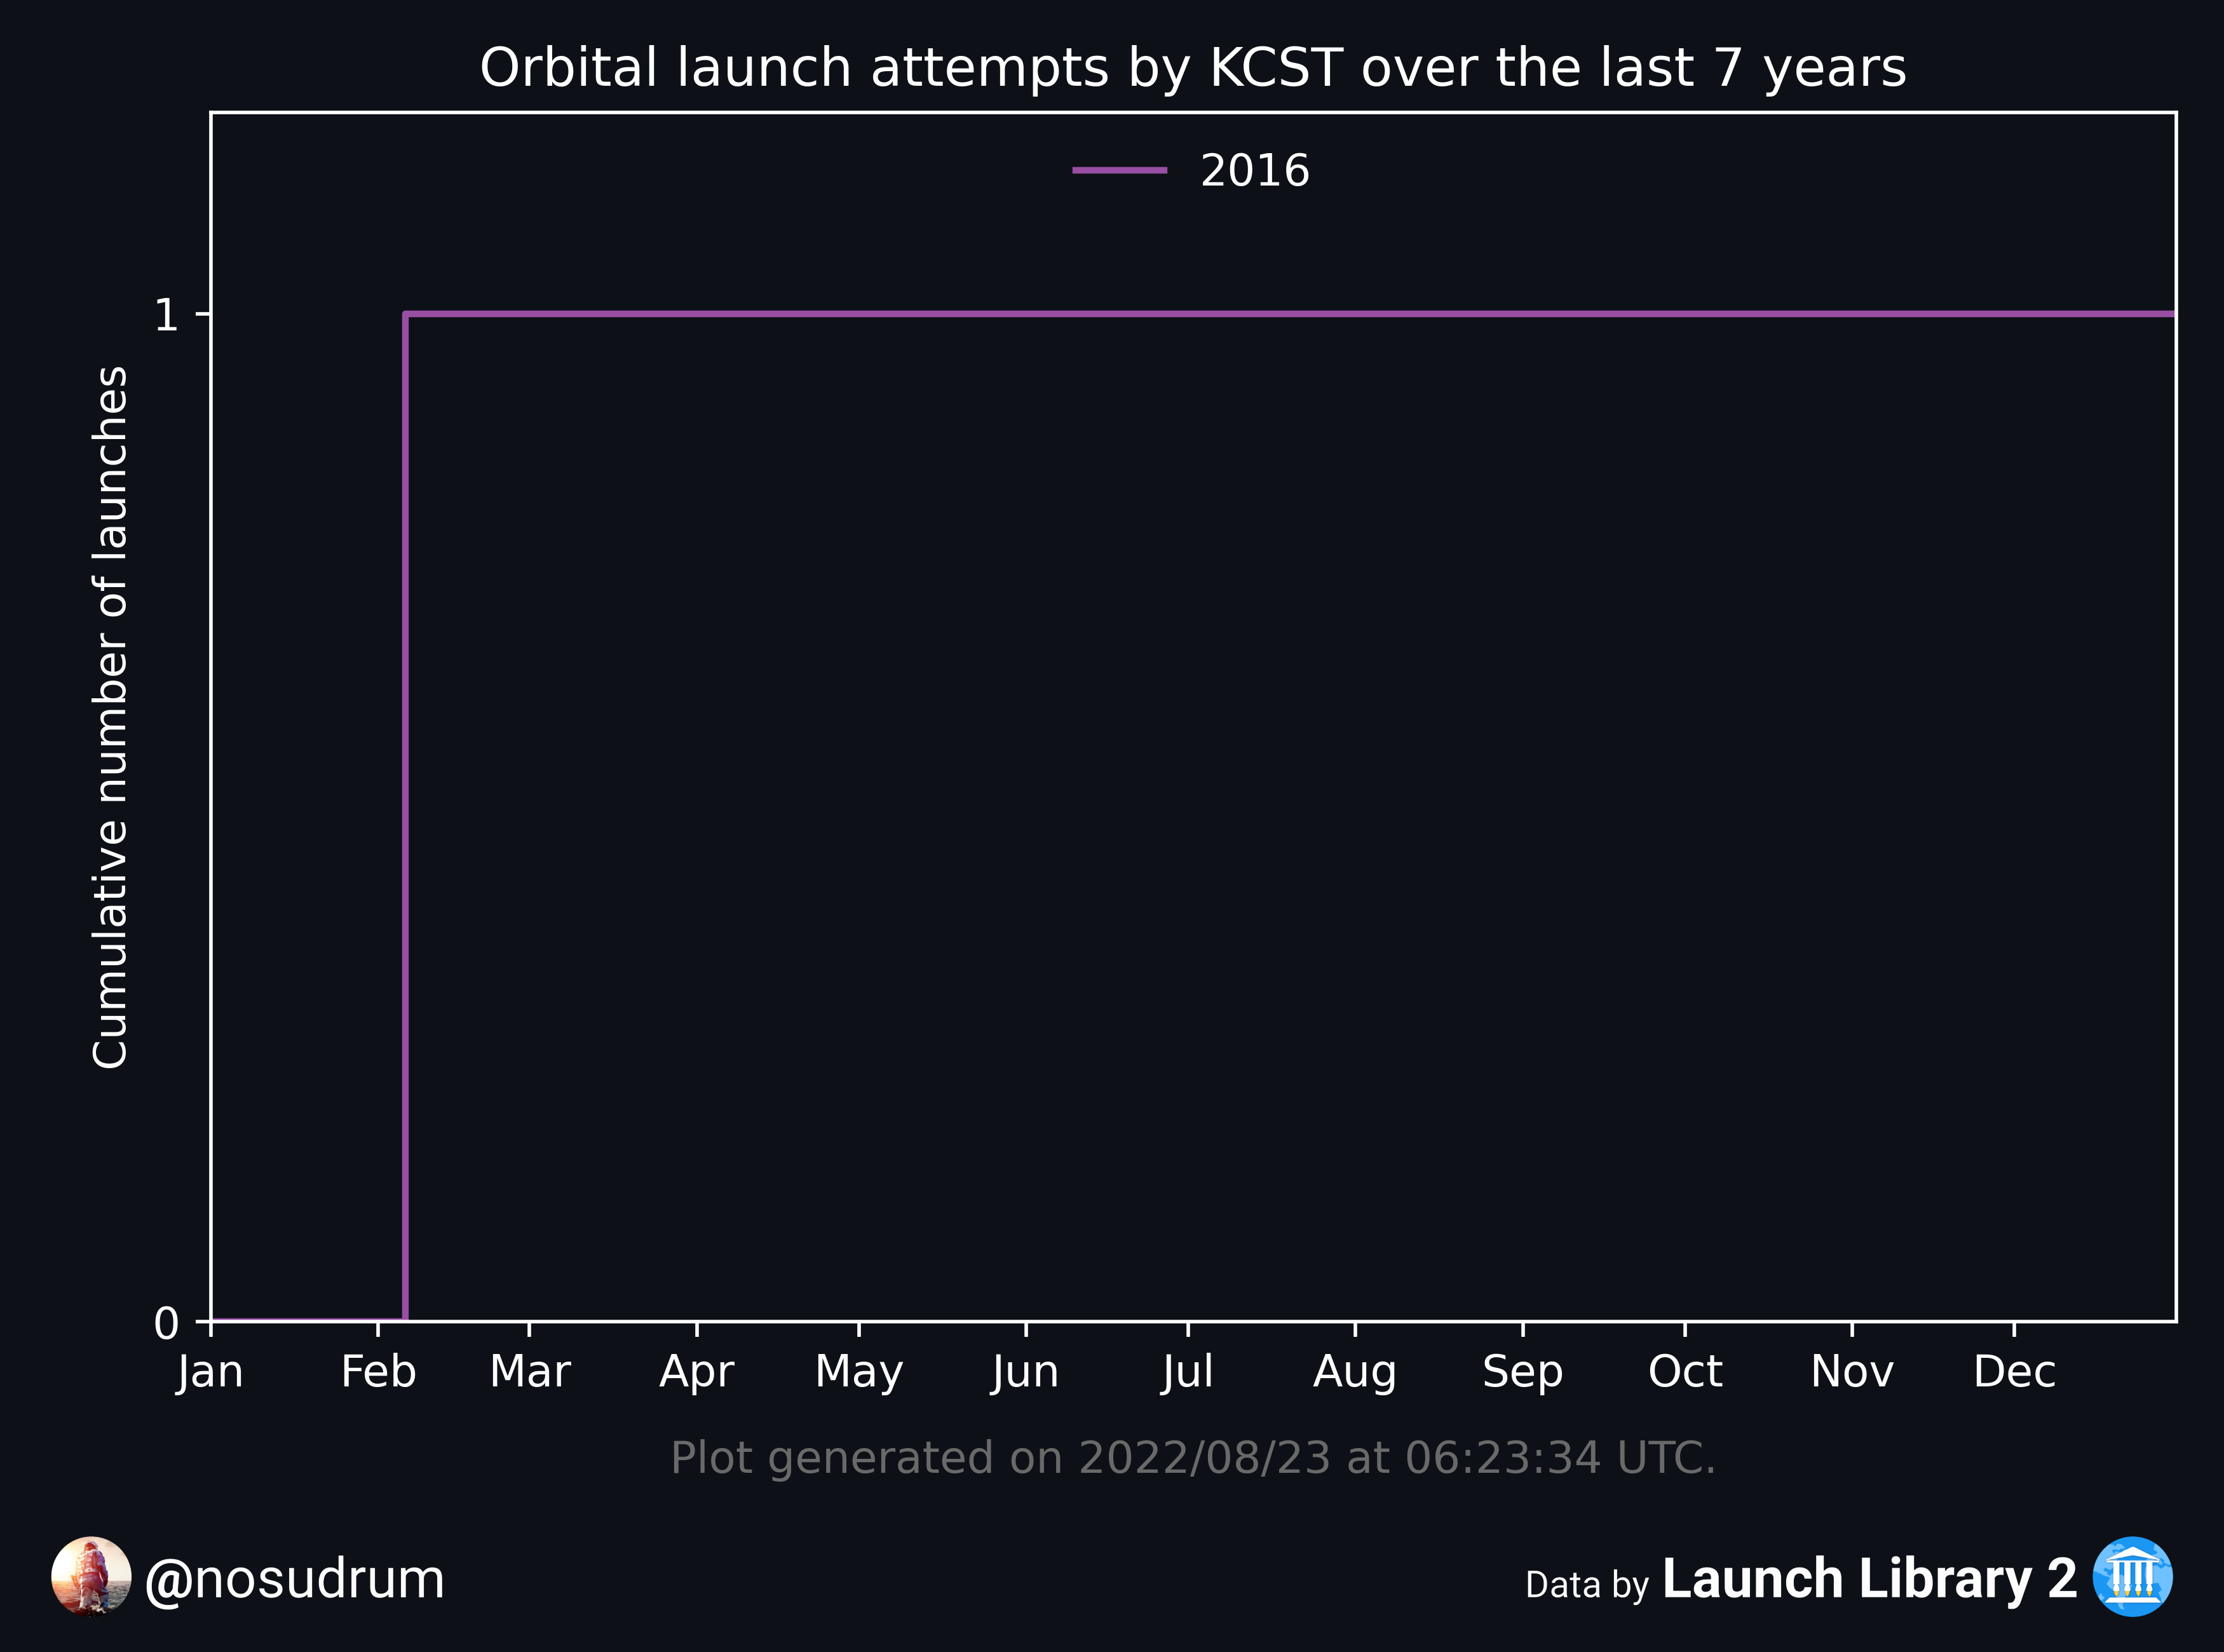 Orbital launch attempts by KCST over the last 7 years
2016
1
Cumulative number of launches
0
Jan Feb Mar Apr May Jun Jul Aug Sep Oct Nov Dec
Plot generated on 2022/08/23 at 06:23:34 UTC.
@nosudrum
Data by Launch Library 2